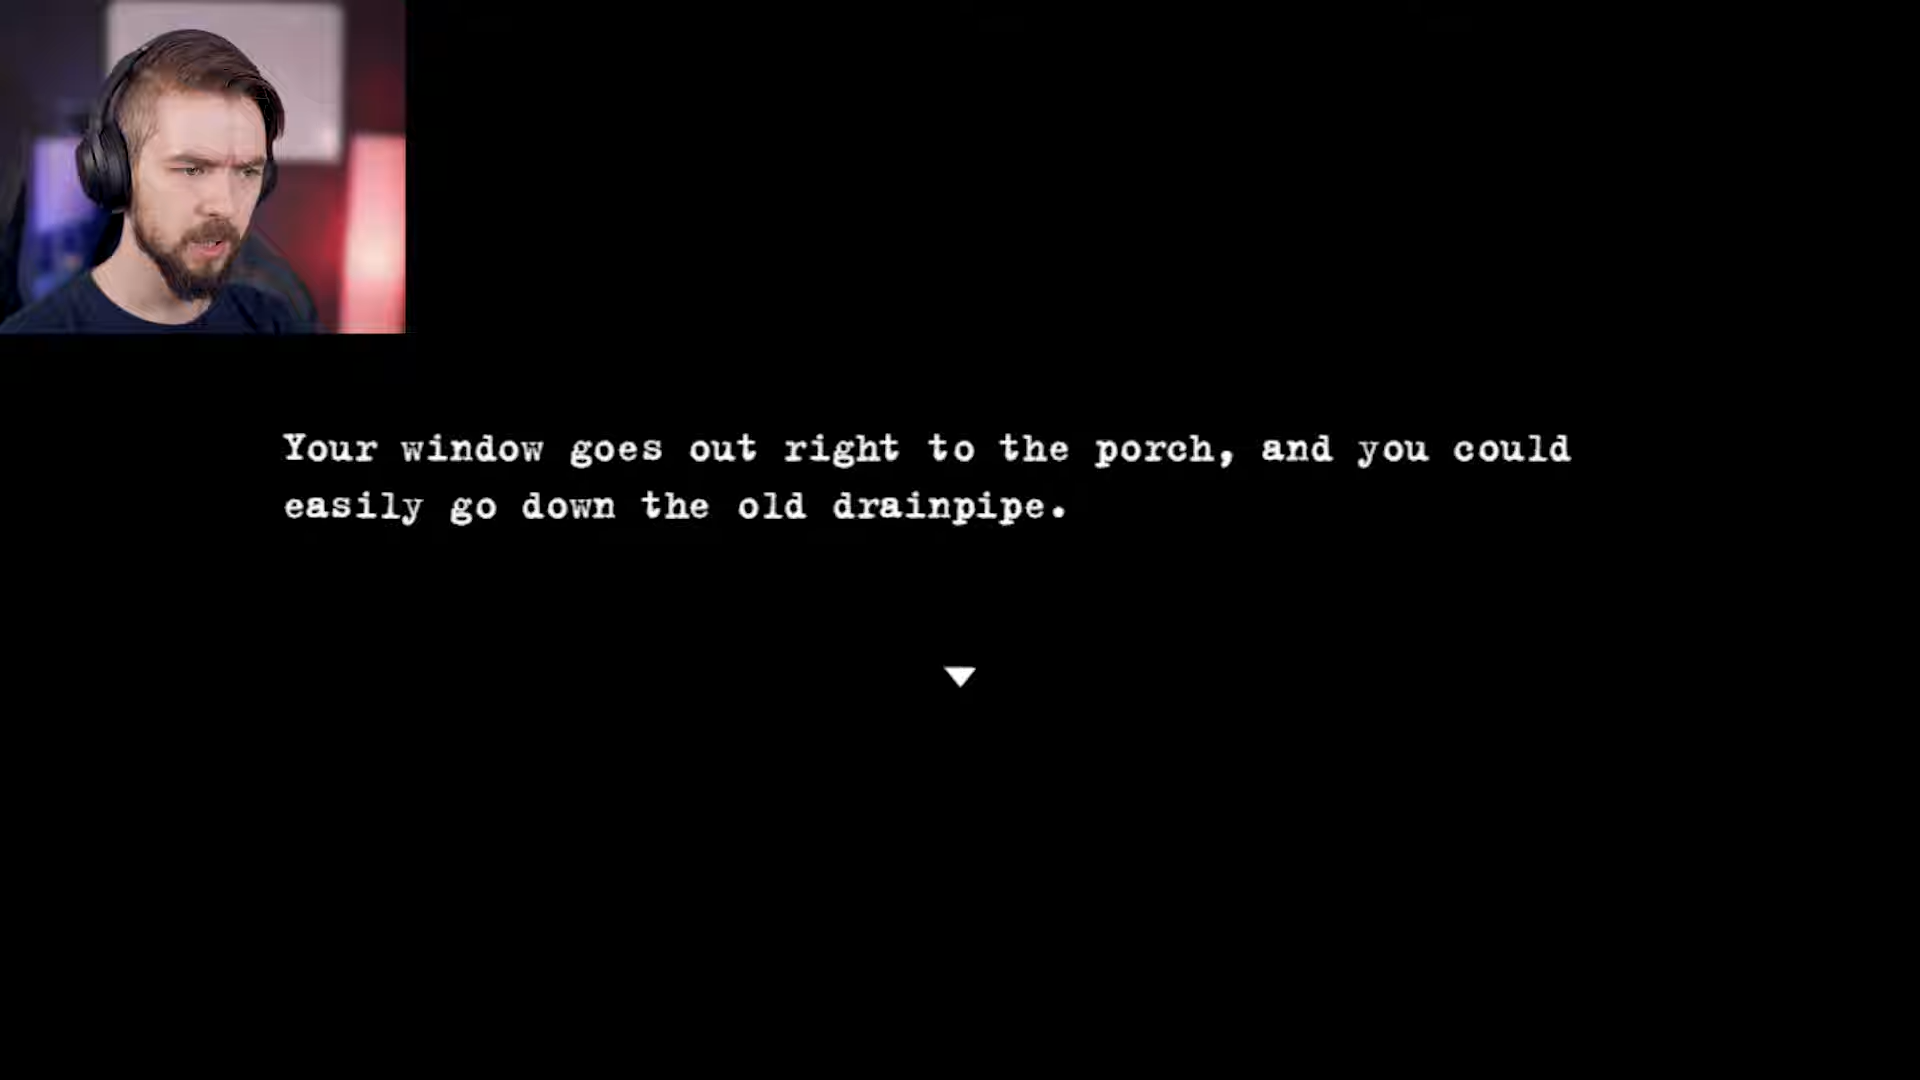 Your window goes out right to the porch, and you could
easily go down the old drainpipe.